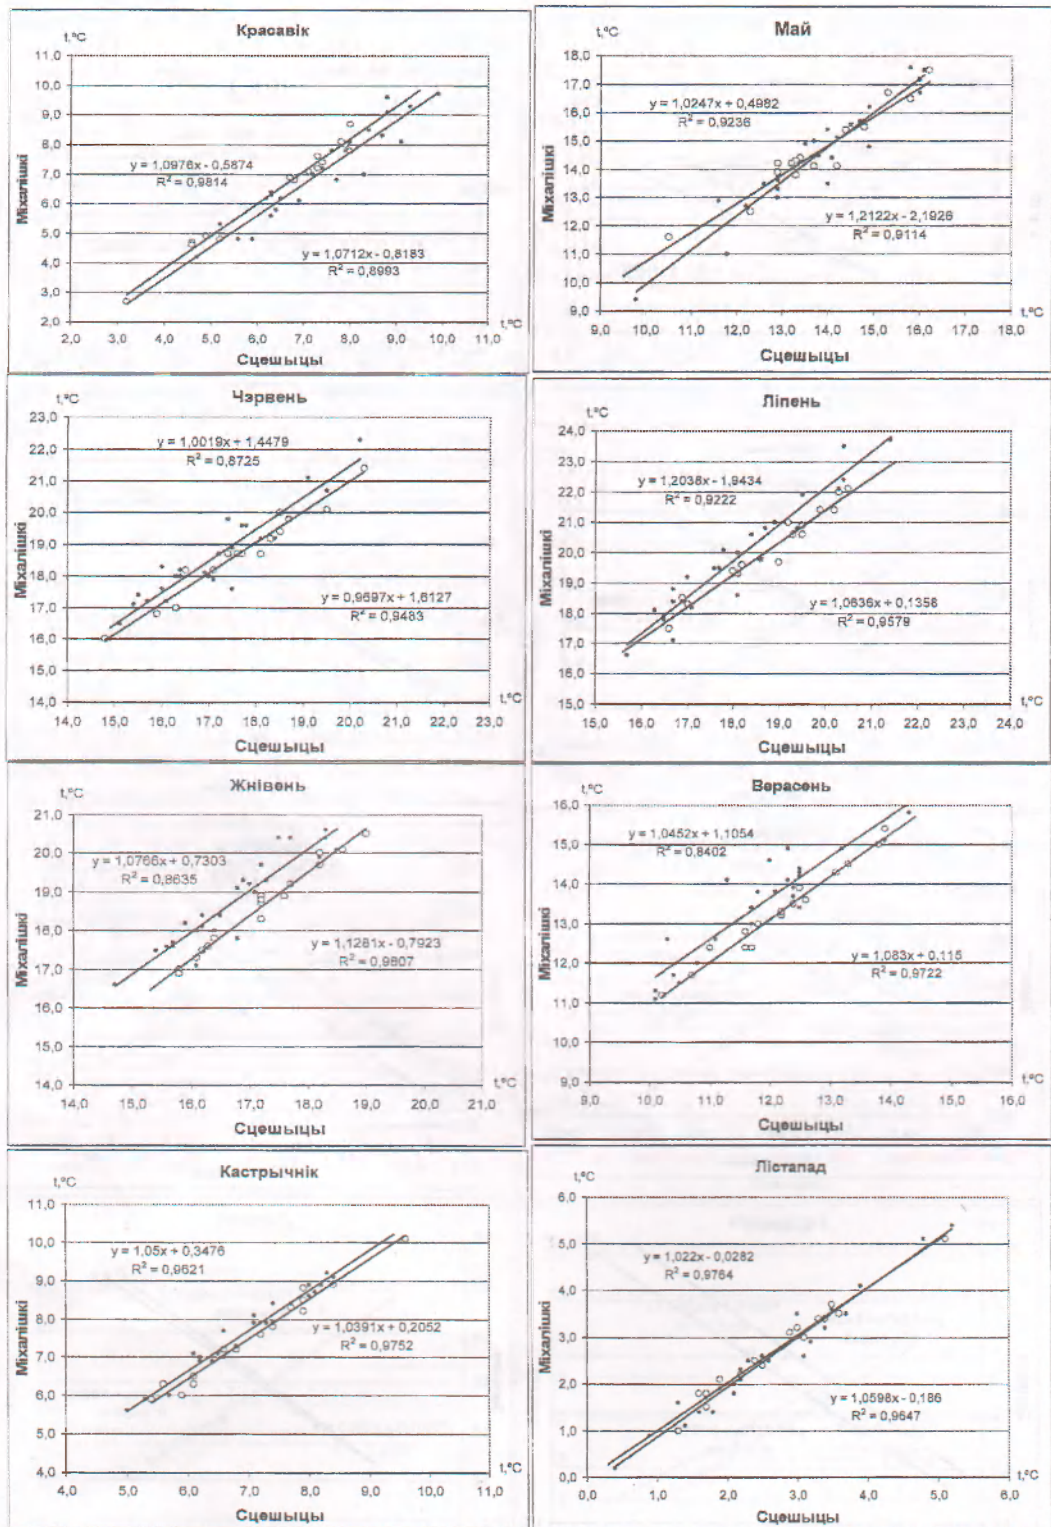 Красавік
t,°C
11,0
10,0
9,0
8,0
7,0
6,0
5,0
4,0
3,0
2,0
Міхалішкі
y = 1,0976x - 0,5874
R² = 0,9814
y = 1,0712x - 0,8183
R² = 0,8993
2,0 3,0 4,0 5,0 6,0 7,0 8,0 9,0 10,0 11,0
t,°C
Сцешыцы
Май
t,°C
18,0
17,0
16,0
15,0
14,0
13,0
12,0
11,0
10,0
9,0
Міхалішкі
y = 1,0247x + 0,4982
R² = 0,9236
y = 1,2122x - 2,1926
R² = 0,9114
9,0 10,0 11,0 12,0 13,0 14,0 15,0 16,0 17,0 18,0
t,°C
Сцешыцы
Чэрвень
t,°C
23,0
22,0
21,0
20,0
19,0
18,0
17,0
16,0
15,0
14,0
Міхалішкі
y = 1,0019x + 1,4479
R² = 0,8725
y = 0,9697x + 1,6127
R² = 0,9483
14,0 15,0 16,0 17,0 18,0 19,0 20,0 21,0 22,0 23,0
t,°C
Сцешыцы
Ліпень
t,°C
24,0
23,0
22,0
21,0
20,0
19,0
18,0
17,0
16,0
15,0
Міхалішкі
y = 1,2038x - 1,9434
R² = 0,9222
y = 1,0636x + 0,1358
R² = 0,9579
15,0 16,0 17,0 18,0 19,0 20,0 21,0 22,0 23,0 24,0
t,°C
Сцешыцы
Жнівень
t,°C
21,0
20,0
19,0
18,0
17,0
16,0
15,0
14,0
Міхалішкі
y = 1,0766x + 0,7303
R² = 0,8635
y = 1,1281x - 0,7923
R² = 0,9807
14,0 15,0 16,0 17,0 18,0 19,0 20,0 21,0
t,°C
Сцешыцы
Верасень
t,°C
16,0
15,0
14,0
13,0
12,0
11,0
10,0
9,0
Міхалішкі
y = 1,0452x + 1,1054
R² = 0,8402
y = 1,083x + 0,115
R² = 0,9722
9,0 10,0 11,0 12,0 13,0 14,0 15,0 16,0
t,°C
Сцешыцы
Кастрычнік
t,°C
11,0
10,0
9,0
8,0
7,0
6,0
5,0
4,0
Міхалішкі
y = 1,05x + 0,3476
R² = 0,9621
y = 1,0391x + 0,2052
R² = 0,9752
4,0 5,0 6,0 7,0 8,0 9,0 10,0 11,0
t,°C
Сцешыцы
Лістапад
t,°C
6,0
5,0
4,0
3,0
2,0
1,0
0,0
Міхалішкі
y = 1,022x - 0,0282
R² = 0,9764
y = 1,0598x - 0,186
R² = 0,9647
0,0 1,0 2,0 3,0 4,0 5,0 6,0
t,°C
Сцешыцы